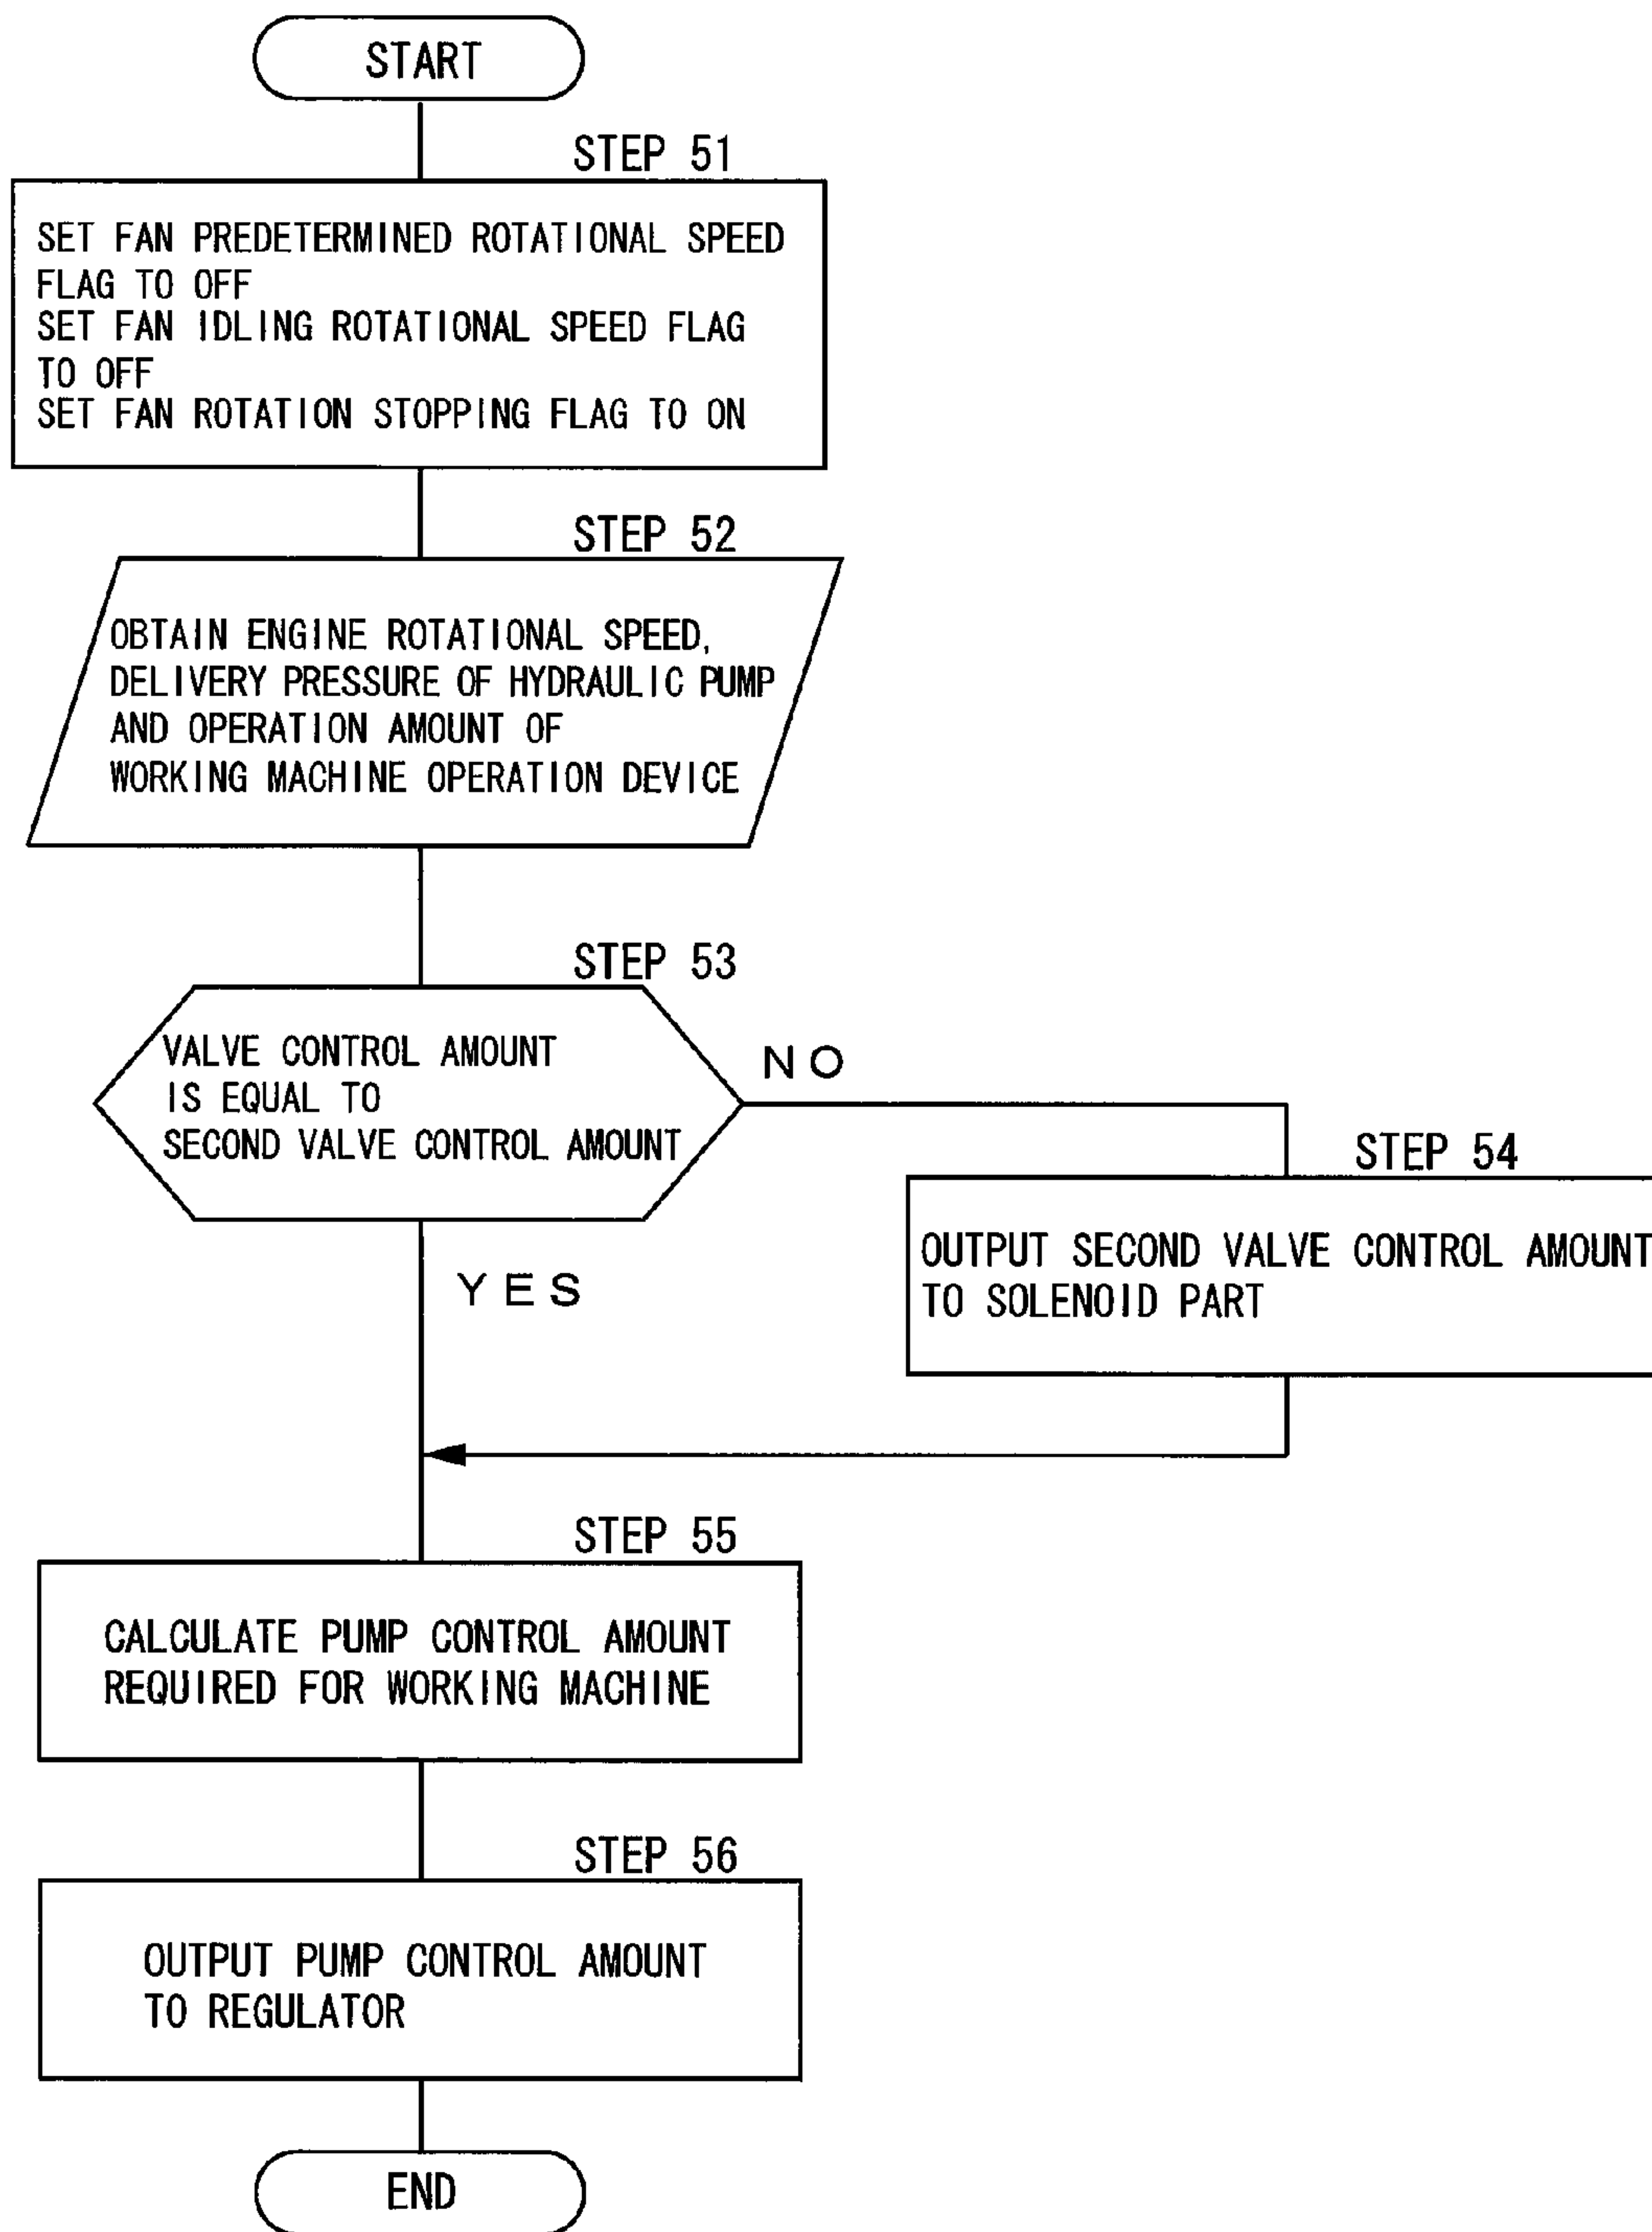 START
STEP 51
SET FAN PREDETERMINED ROTATIONAL SPEED
FLAG TO OFF
SET FAN IDLING ROTATIONAL SPEED FLAG
TO OFF
SET FAN ROTATION STOPPING FLAG TO ON
STEP 52
OBTAIN ENGINE ROTATIONAL SPEED,
DELIVERY PRESSURE OF HYDRAULIC PUMP
AND OPERATION AMOUNT OF
WORKING MACHINE OPERATION DEVICE
STEP 53
VALVE CONTROL AMOUNT
IS EQUAL TO
SECOND VALVE CONTROL AMOUNT
NO
STEP 54
OUTPUT SECOND VALVE CONTROL AMOUNT
TO SOLENOID PART
YES
STEP 55
CALCULATE PUMP CONTROL AMOUNT
REQUIRED FOR WORKING MACHINE
STEP 56
OUTPUT PUMP CONTROL AMOUNT
TO REGULATOR
END